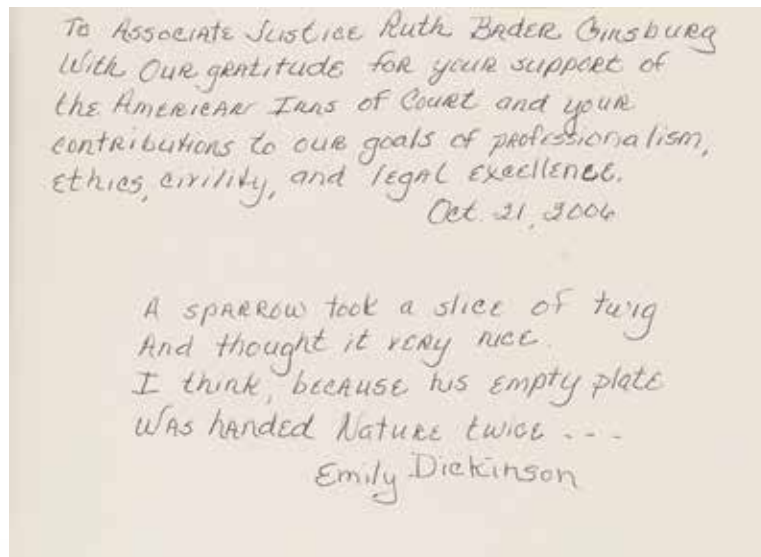 To Associate Justice Ruth Bader Ginsburg
With our gratitude for your support of
the American Inns of Court and your
contributions to our goals of professionalism,
ethics, civility, and legal excellence.
Oct. 21, 2006
A sparrow took a slice of twig
And thought it very nice
I think, because his empty plate
Was handed Nature twice - - -
Emily Dickinson